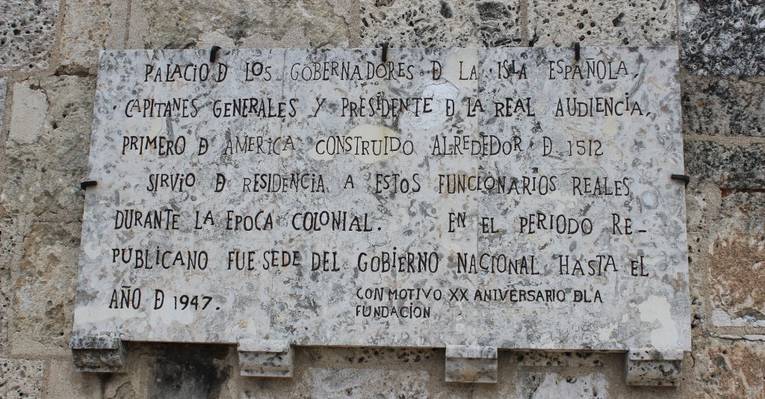 PALACIO Đ LOS GOBERNADORES Đ LA ISLA ESPAÑOLA,
CAPITANES GENERALES Y PRESIDENTE Đ LA REAL AUDIENCIA,
PRIMERO Đ AMERICA CONSTRUIDO ALREDEDOR Đ 1512
SIRVIO Đ RESIDENCIA A ESTOS FUNCIONARIOS REALES
DURANTE LA EPOCA COLONIAL. EN EL PERIODO RE-
PUBLICANO FUE SEDE DEL GOBIERNO NACIONAL HASTA EL
AÑO Đ 1947. CON MOTIVO XX ANIVERSARIO ĐLA
FUNDACION